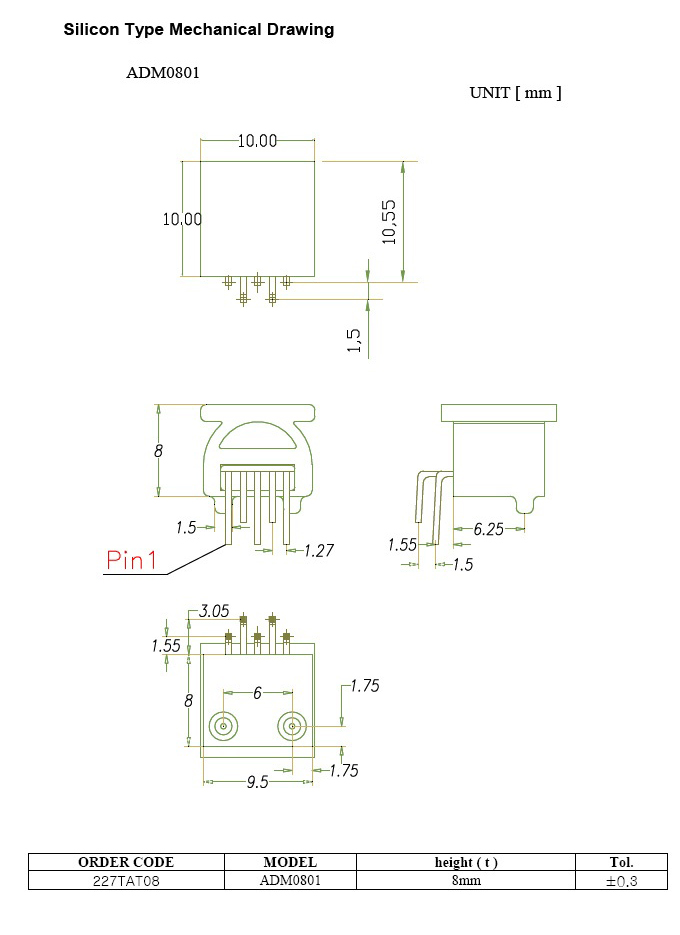 Silicon Type Mechanical Drawing
ADM0801
UNIT [ mm ]
10.00
10.00
10,55
1,5
8
1.5
1.27
Pin1
6.25
1.55
1.5
3.05
1.55
8
6
1.75
1.75
9.5
ORDER CODE MODEL height ( t ) Tol.
227TAT08 ADM0801 8mm ±0.3